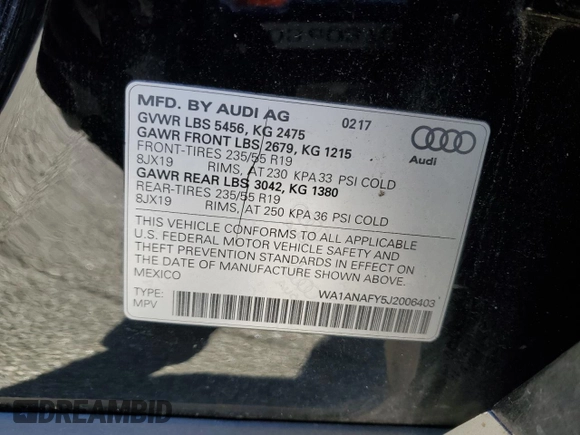 MFD. BY AUDI AG 0217
GVWR LBS 5456, KG 2475
GAWR FRONT LBS 2679, KG 1215
FRONT-TIRES 235/55 R19
8JX19 RIMS, AT 230 KPA 33 PSI COLD
GAWR REAR LBS 3042, KG 1380
REAR-TIRES 235/55 R19
8JX19 RIMS, AT 250 KPA 36 PSI COLD
Audi
THIS VEHICLE CONFORMS TO ALL APPLICABLE
U.S. FEDERAL MOTOR VEHICLE SAFETY AND
THEFT PREVENTION STANDARDS IN EFFECT ON
THE DATE OF MANUFACTURE SHOWN ABOVE.
MEXICO
TYPE: WA1ANAFY5J2006403
MPV
DREAMBID